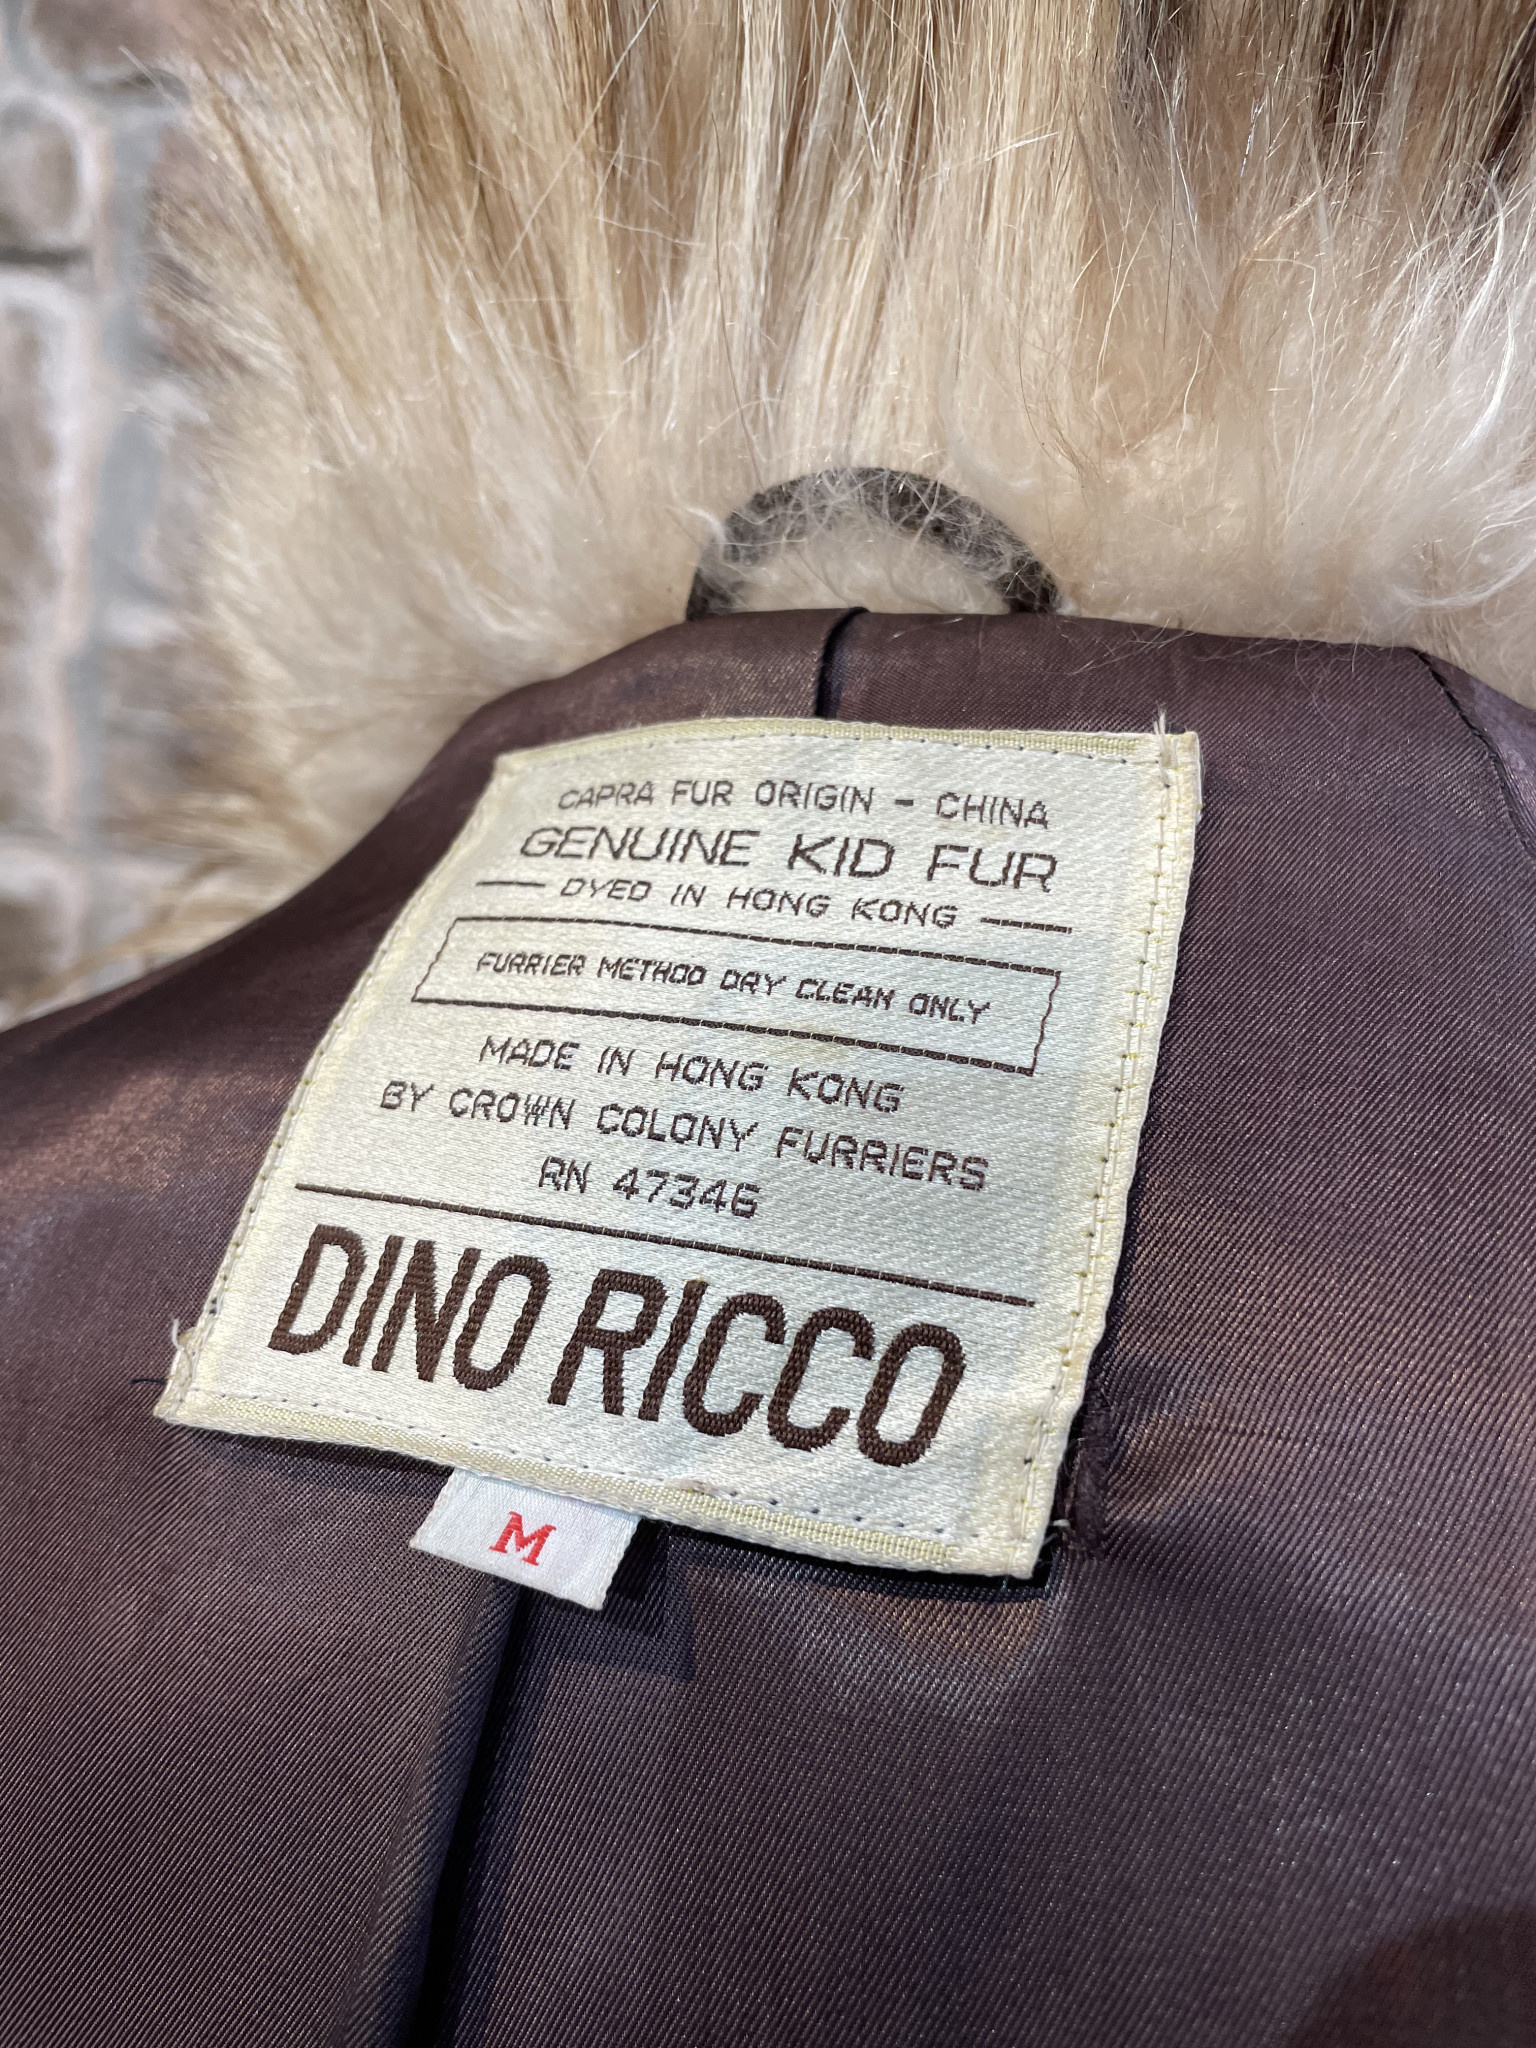 CAPRA FUR ORIGIN - CHINA
GENUINE KID FUR
— DYED IN HONG KONG —
FURRIER METHOD DRY CLEAN ONLY
MADE IN HONG KONG
BY CROWN COLONY FURRIERS
RN 47346
DINO RICCO
M